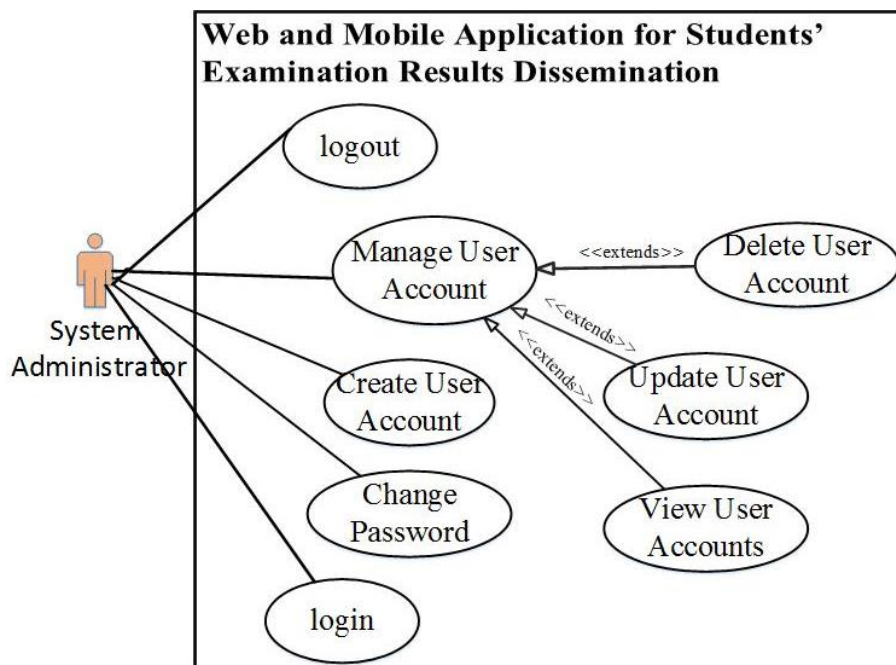 Web and Mobile Application for Students’
Examination Results Dissemination
logout
Manage User
Account
<<extends>>
Delete User
Account
System
Administrator
<<extends>>
<<extends>>
Create User
Account
Update User
Account
Change
Password
View User
Accounts
login